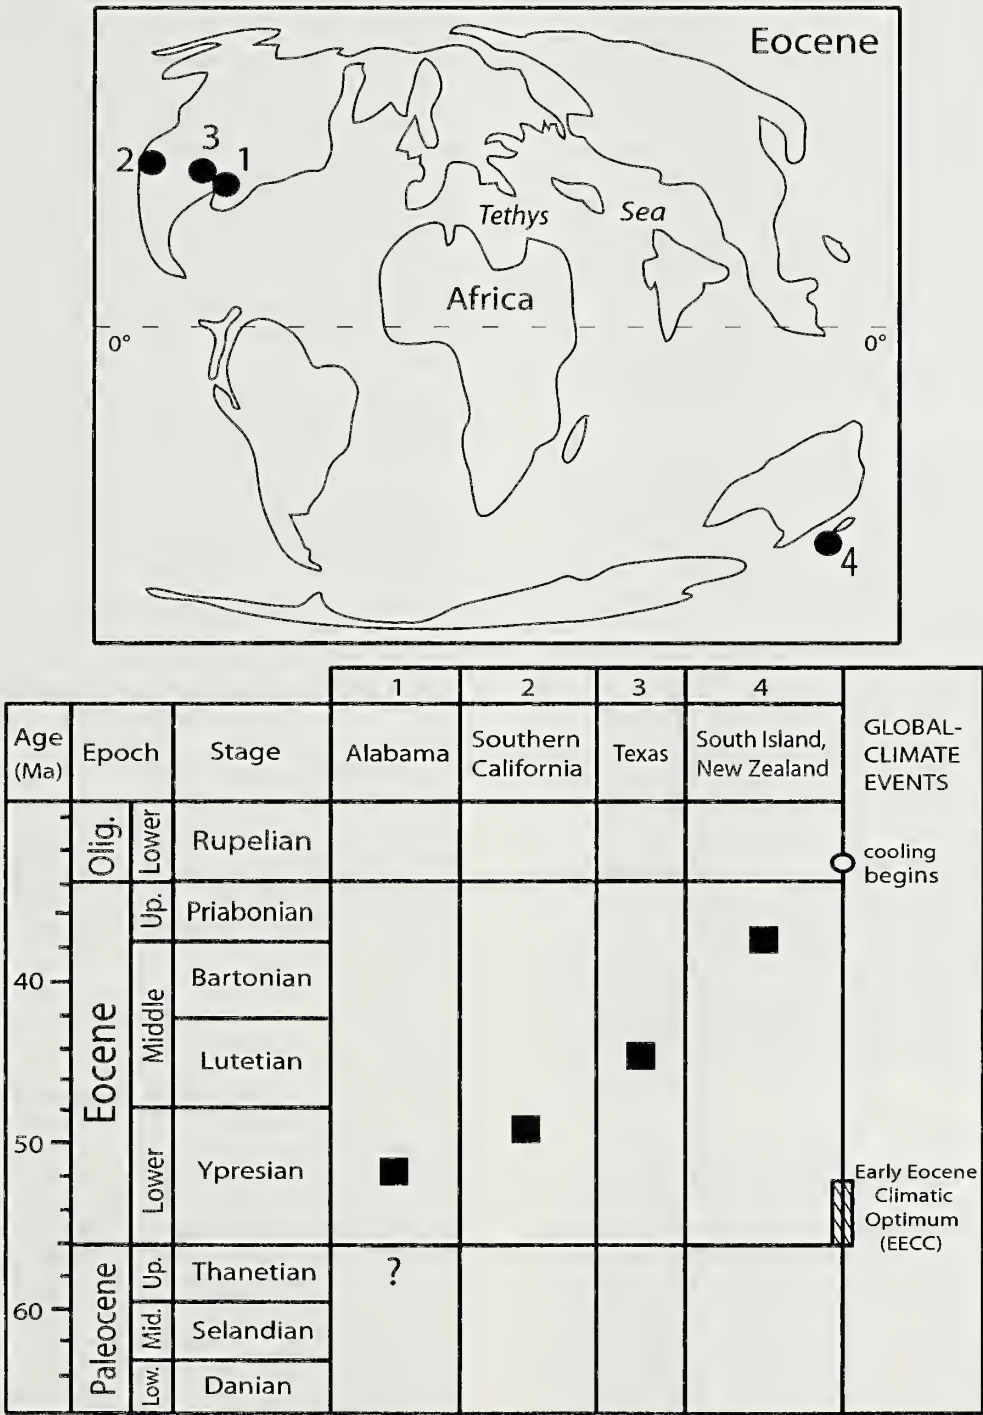 Eocene
3
2
1
Tethys Sea
Africa
0°
0°
4
1 2 3 4
Age
(Ma)
Epoch
Stage
Alabama
Southern
California
Texas
South Island,
New Zealand
GLOBAL-
CLIMATE
EVENTS
Olig.
Lower
Rupelian
cooling
begins
Eocene
Up.
Priabonian
40
Middle
Bartonian
Lutetian
50
Lower
Ypresian
Early Eocene
Climatic
Optimum
(EECC)
Paleocene
Up.
Thanetian
?
60
Mid.
Selandian
Low.
Danian